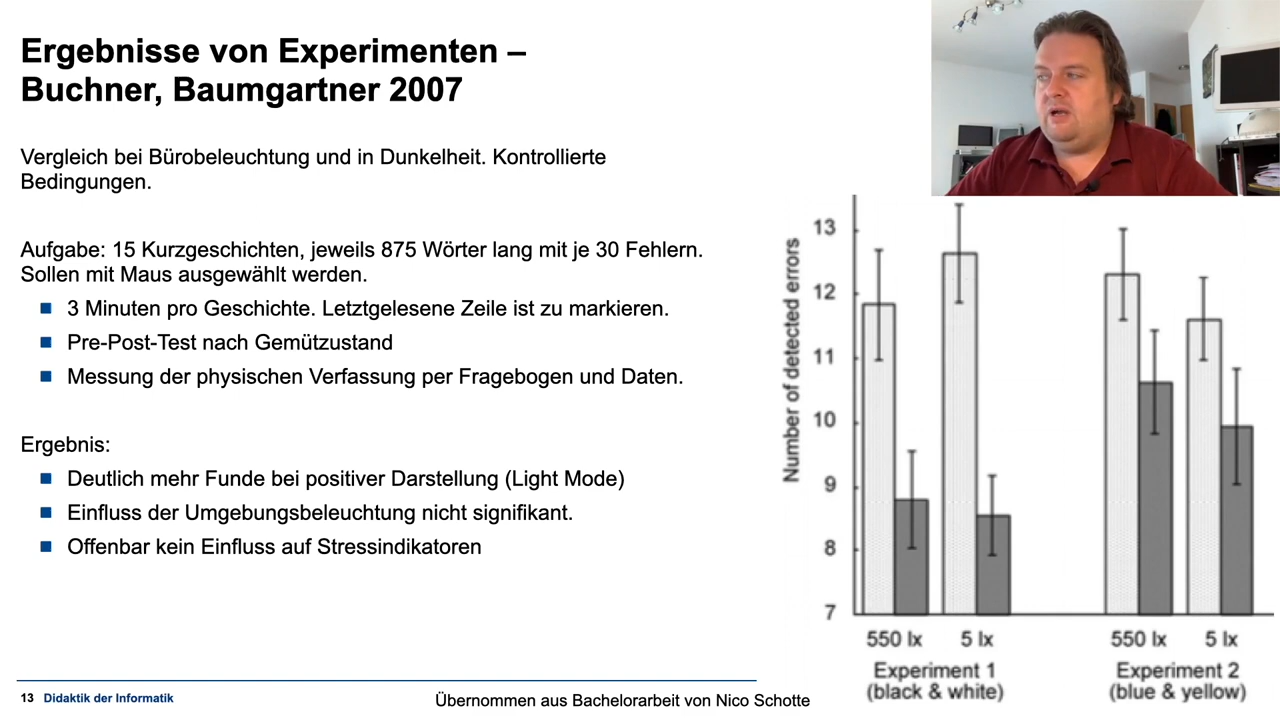 Ergebnisse von Experimenten –
Buchner, Baumgartner 2007
Vergleich bei Bürobeleuchtung und in Dunkelheit. Kontrollierte
Bedingungen.
Aufgabe: 15 Kurzgeschichten, jeweils 875 Wörter lang mit je 30 Fehlern.
Sollen mit Maus ausgewählt werden.
3 Minuten pro Geschichte. Letztgelesene Zeile ist zu markieren.
Pre-Post-Test nach Gemützustand
Messung der physischen Verfassung per Fragebogen und Daten.
Ergebnis:
Deutlich mehr Funde bei positiver Darstellung (Light Mode)
Einfluss der Umgebungsbeleuchtung nicht signifikant.
Offenbar kein Einfluss auf Stressindikatoren
Number of detected errors
13
12
11
10
9
8
7
550 lx 5 lx 550 lx 5 lx
Experiment 1 Experiment 2
(black & white) (blue & yellow)
13 Didaktik der Informatik
Übernommen aus Bachelorarbeit von Nico Schotte